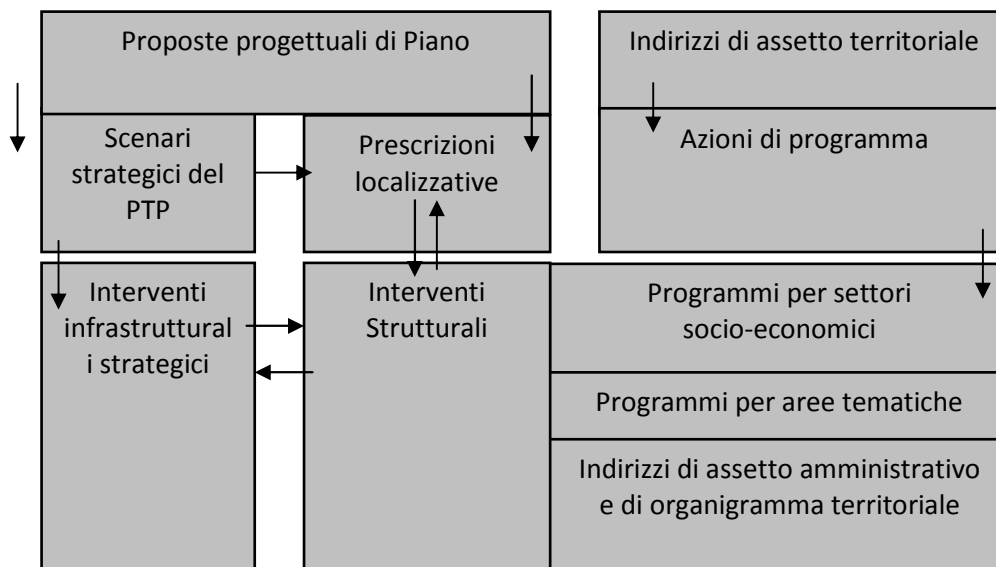 Proposte progettuali di Piano
Indirizzi di assetto territoriale
Scenari
strategici del
PTP
Prescrizioni
localizzative
Azioni di programma
Interventi
infrastruttural
i strategici
Interventi
Strutturali
Programmi per settori
socio-economici
Programmi per aree tematiche
Indirizzi di assetto amministrativo
e di organigramma territoriale